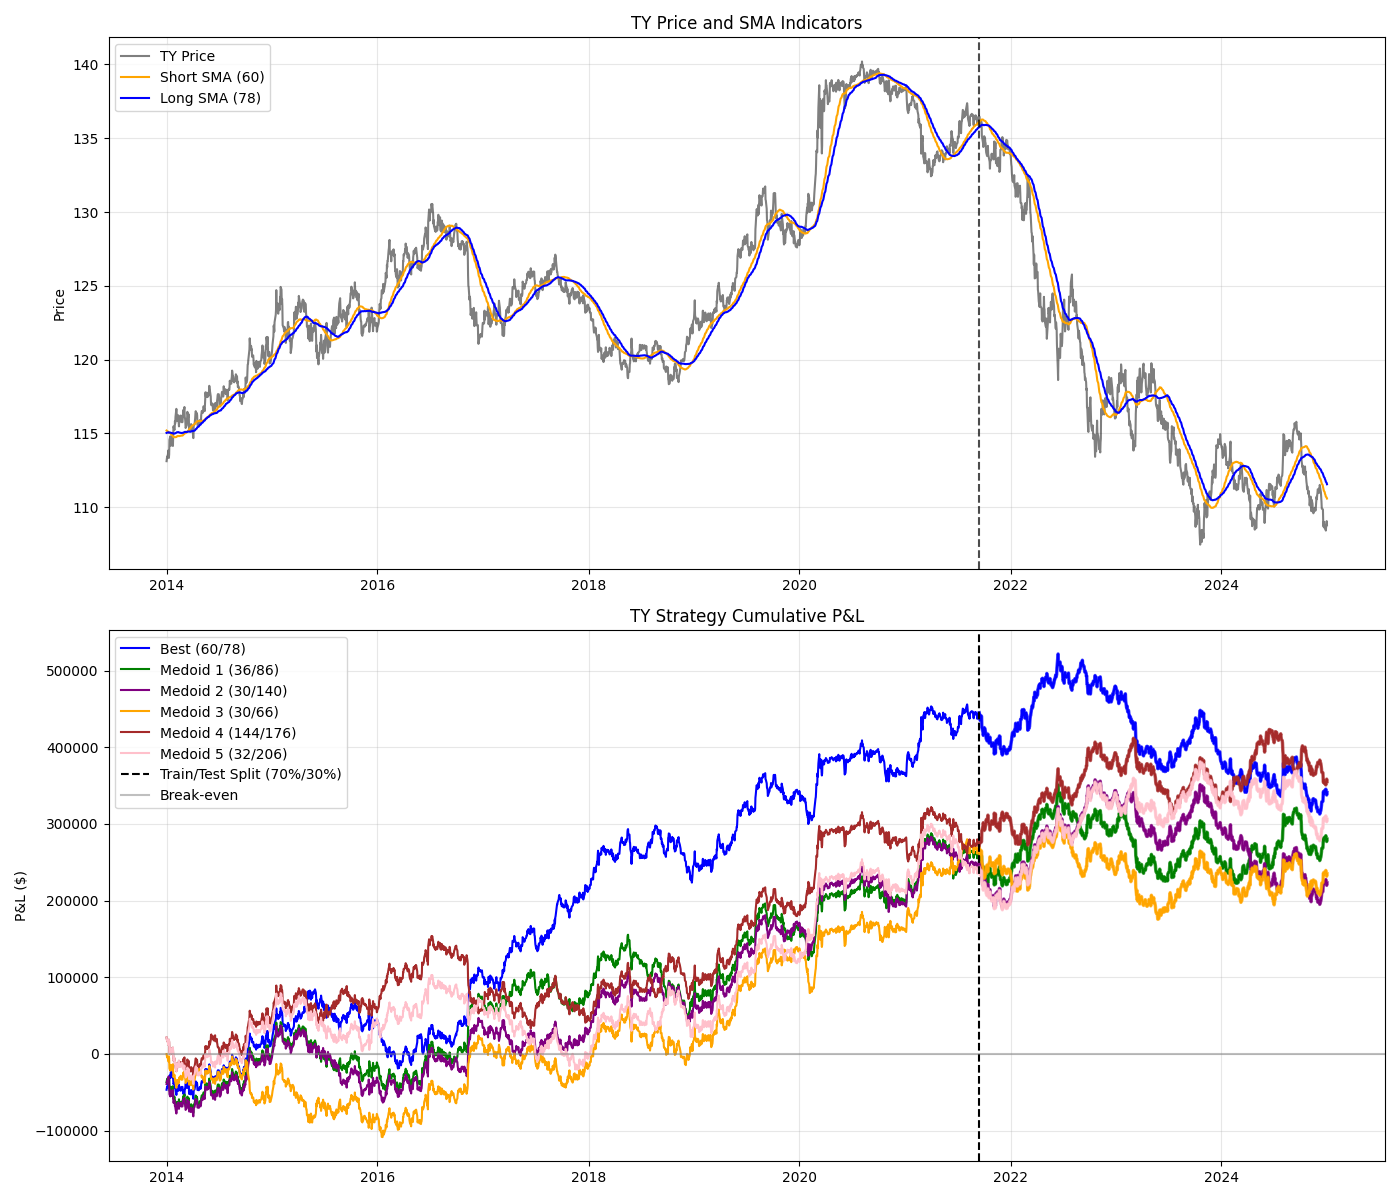 TY Price and SMA Indicators
TY Price
Short SMA (60)
Long SMA (78)
Price
140
135
130
125
120
115
110
2014
2016
2018
2020
2022
2024
TY Strategy Cumulative P&L
Best (60/78)
Medoid 1 (36/86)
Medoid 2 (30/140)
Medoid 3 (30/66)
Medoid 4 (144/176)
Medoid 5 (32/206)
Train/Test Split (70%/30%)
Break-even
P&L ($)
500000
400000
300000
200000
100000
0
−100000
2014
2016
2018
2020
2022
2024